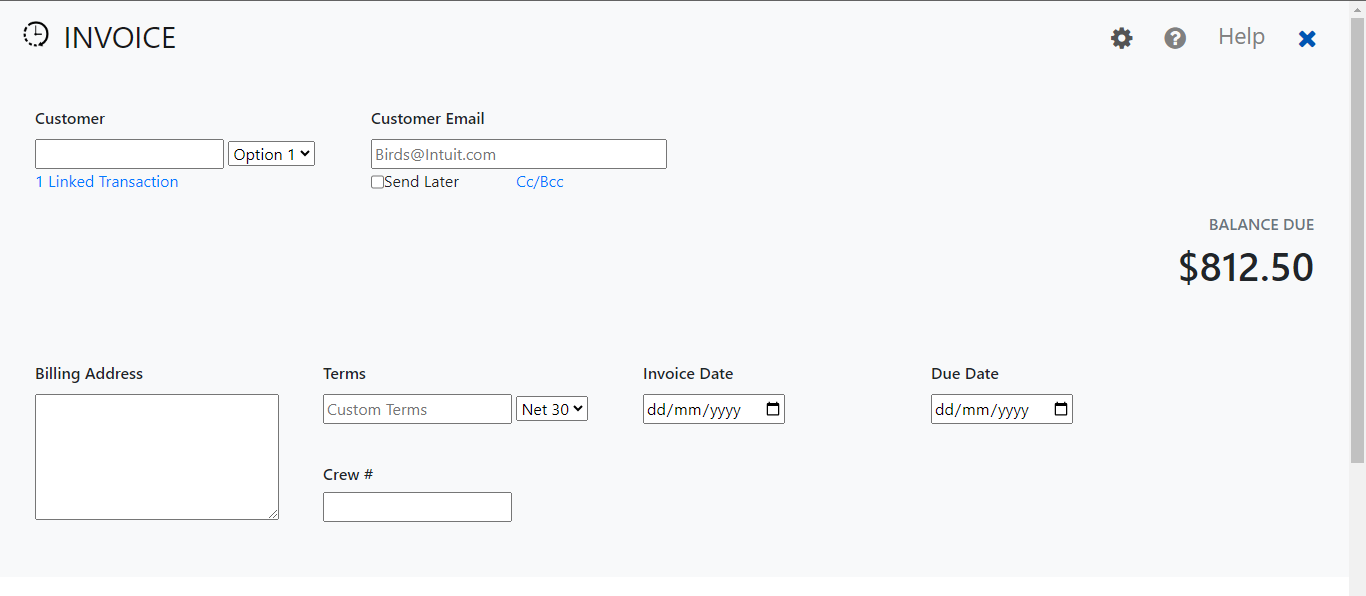 INVOICE
Help
Customer
Customer Email
Option 1
Birds@Intuit.com
1 Linked Transaction
Send Later
Cc/Bcc
BALANCE DUE
$812.50
Billing Address
Terms
Invoice Date
Due Date
Custom Terms
Net 30
dd/mm/yyyy
dd/mm/yyyy
Crew #